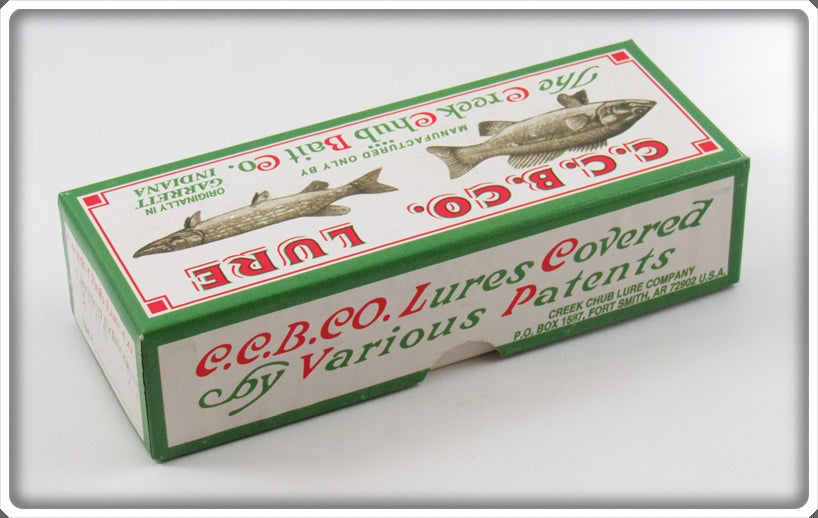 C.C.B.CO.
LURE
MANUFACTURED ONLY BY
The Creek Chub Bait Co.
ORIGINALLY IN
GARRETT
INDIANA
C.C.B.CO. Lures Covered
by Various Patents
CREEK CHUB LURE COMPANY
P.O. BOX 1587, FORT SMITH, AR 72902 U.S.A.